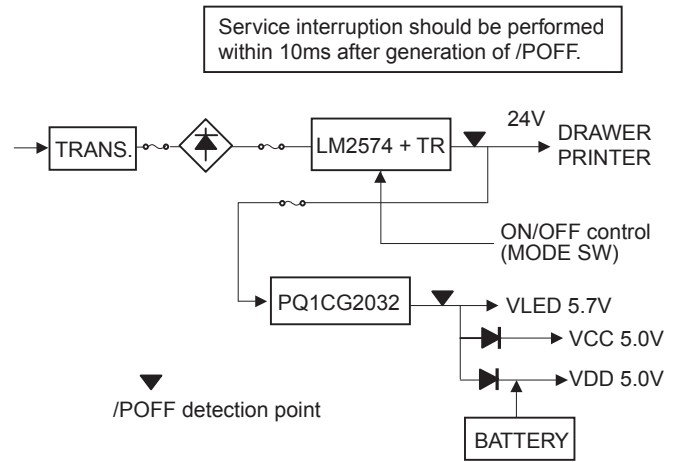 Service interruption should be performed
within 10ms after generation of /POFF.
TRANS.
LM2574 + TR
24V
DRAWER
PRINTER
ON/OFF control
(MODE SW)
PQ1CG2032
VLED 5.7V
VCC 5.0V
VDD 5.0V
/POFF detection point
BATTERY